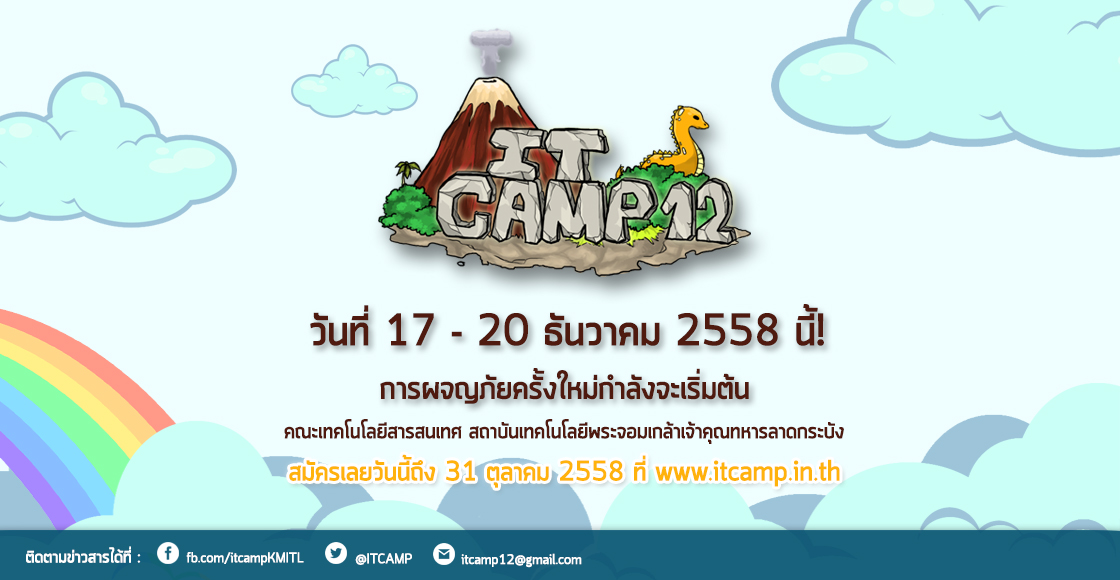 IT
CAMP 12
วันที่ 17 - 20 ธันวาคม 2558 นี้!
การผจญภัยครั้งใหม่กำลังจะเริ่มต้น
คณะเทคโนโลยีสารสนเทศ สถาบันเทคโนโลยีพระจอมเกล้าเจ้าคุณทหารลาดกระบัง
สมัครเลยวันนี้ถึง 31 ตุลาคม 2558 ที่ www.itcamp.in.th
ติดตามข่าวสารได้ที่ : fb.com/itcampKMITL @ITCAMP itcamp12@gmail.com